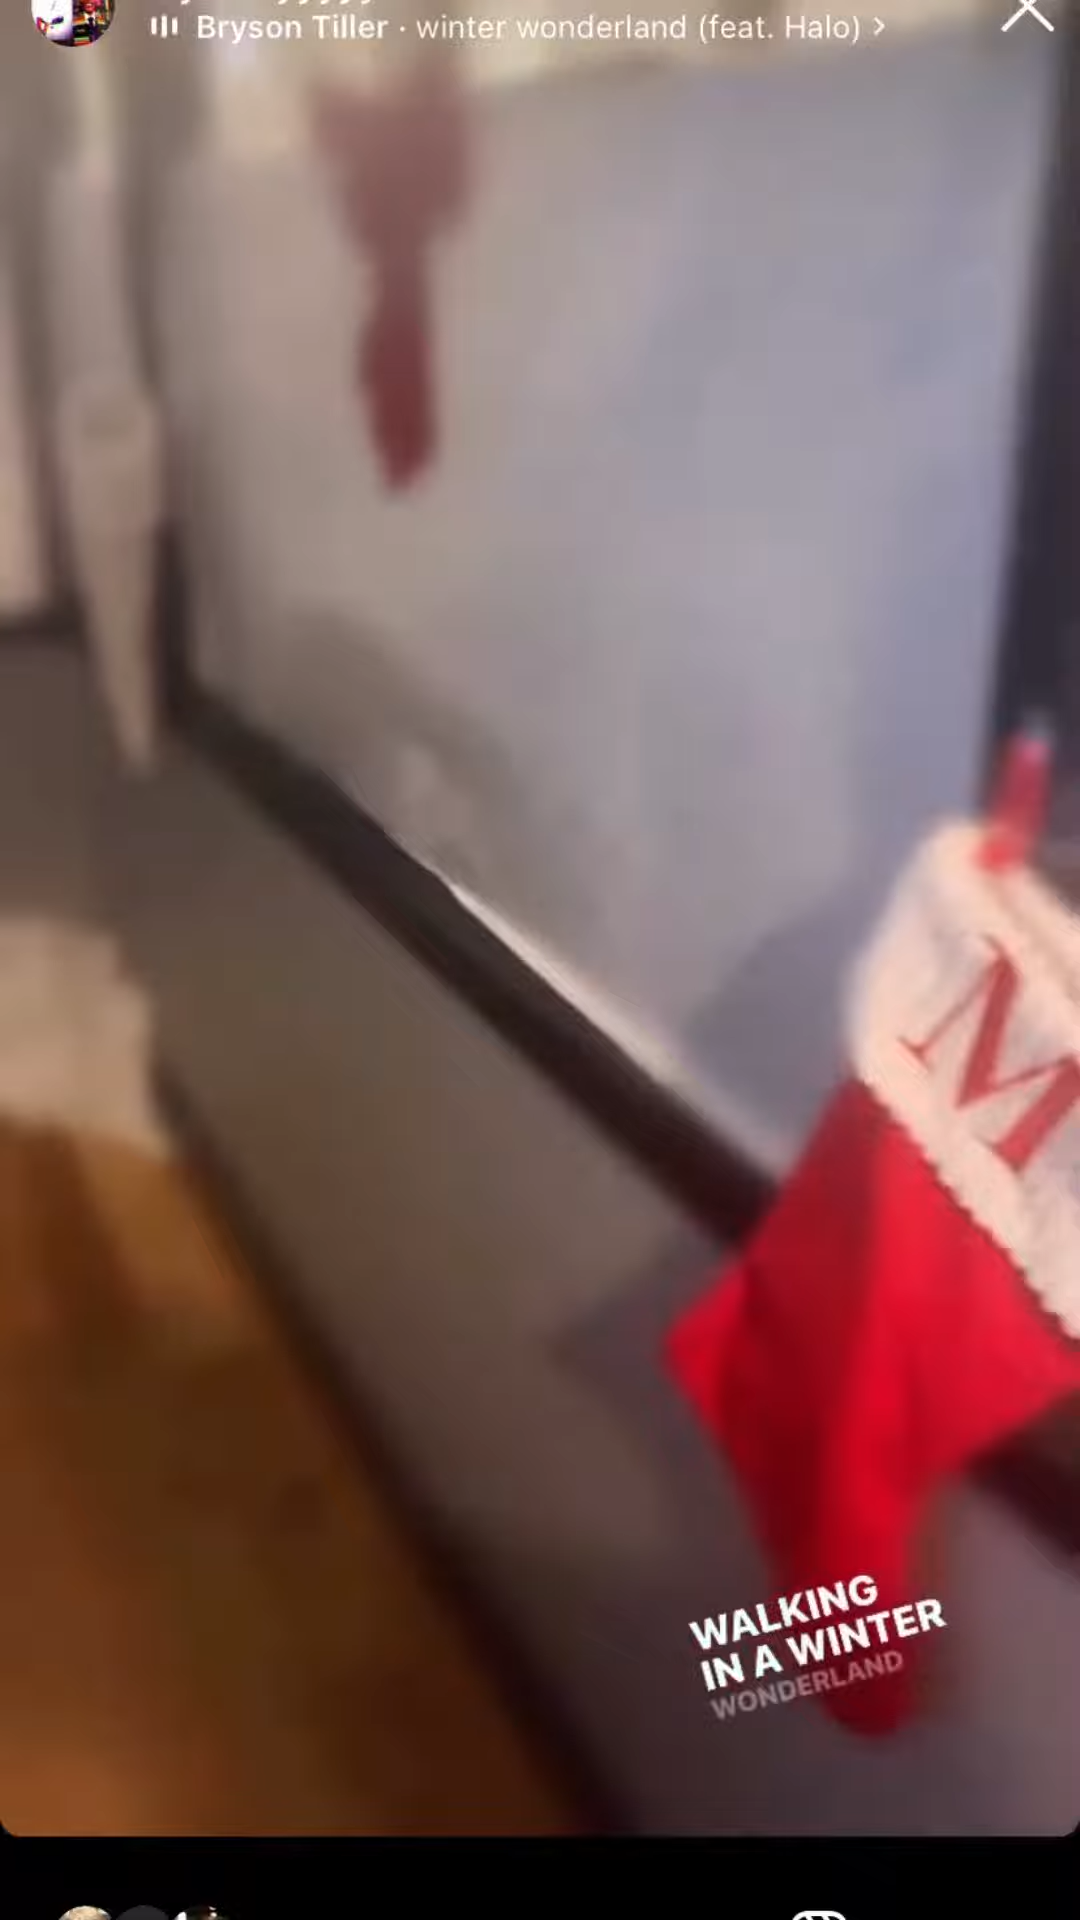 Bryson Tiller · winter wonderland (feat. Halo) >
M
WALKING
IN A WINTER
WONDERLAND